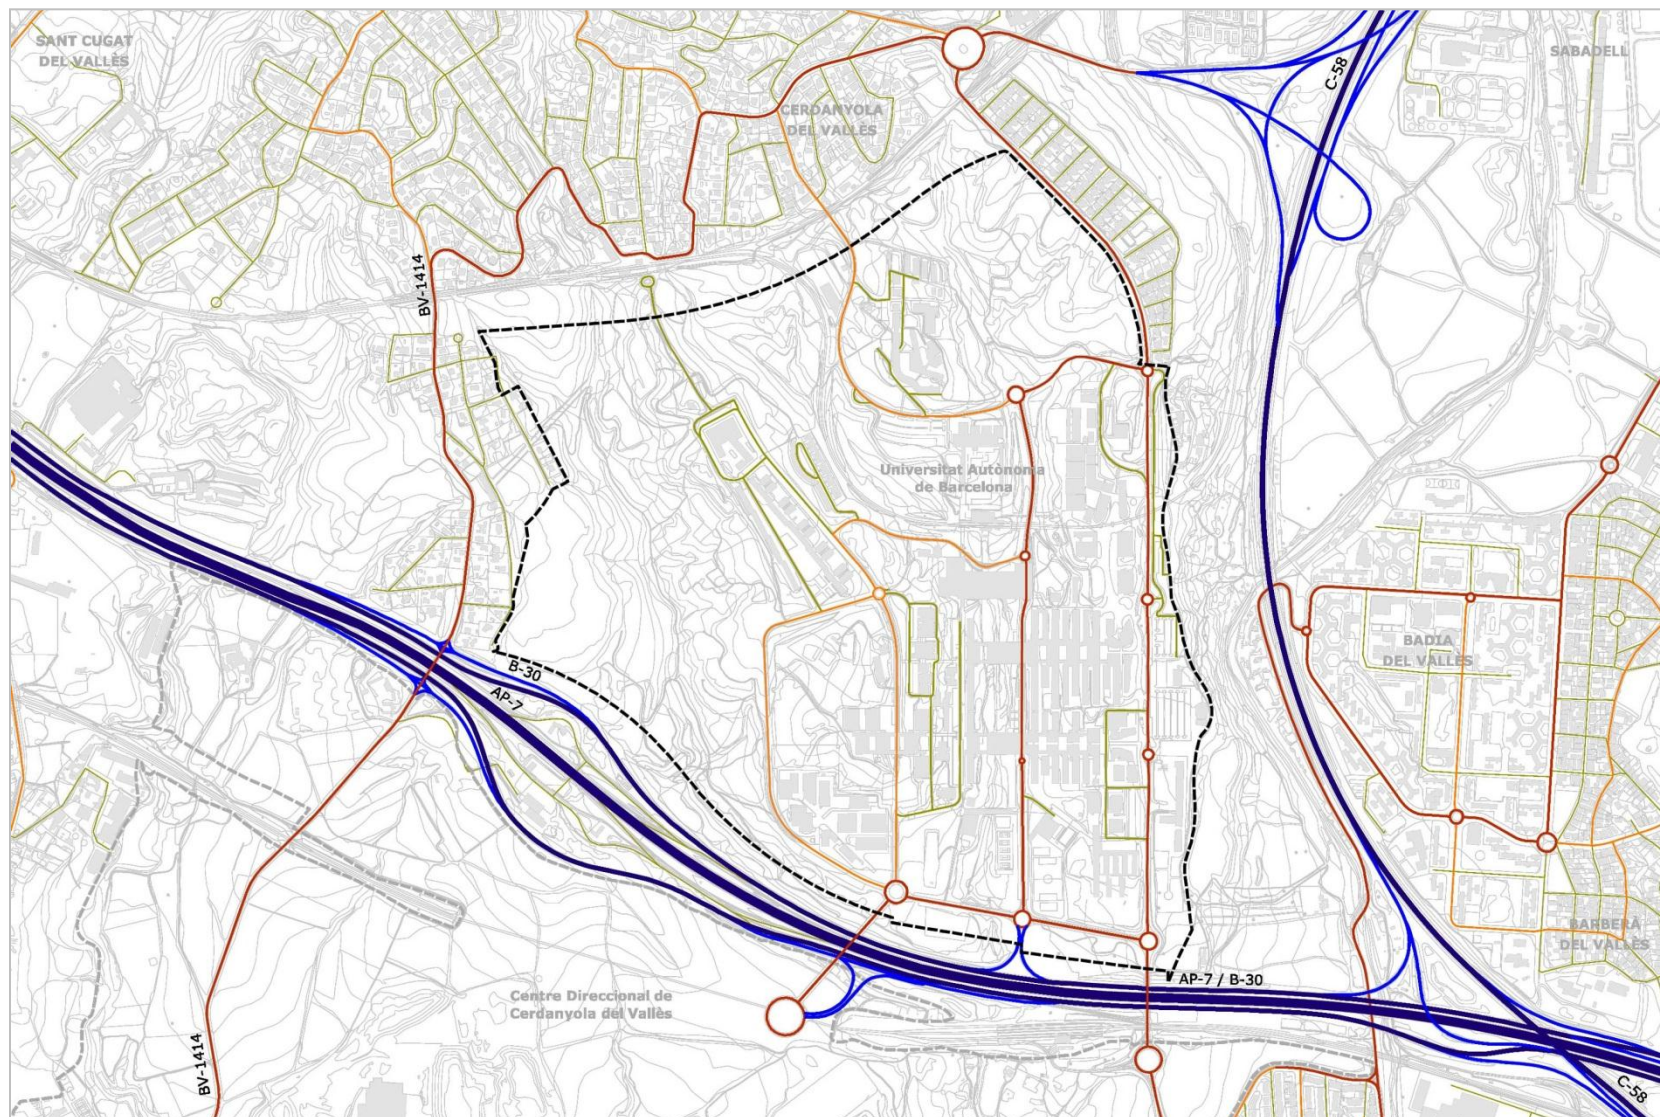 SANT CUGAT
DEL VALLÈS
C-58
SABADELL
CERDANYOLA
DEL VALLÈS
BV-1414
Universitat Autònoma
de Barcelona
B-30
AP-7
BADIA
DEL VALLÈS
BARBERÀ
DEL VALLÈS
AP-7 / B-30
Centre Direccional de
Cerdanyola del Vallès
BV-1414
C-58